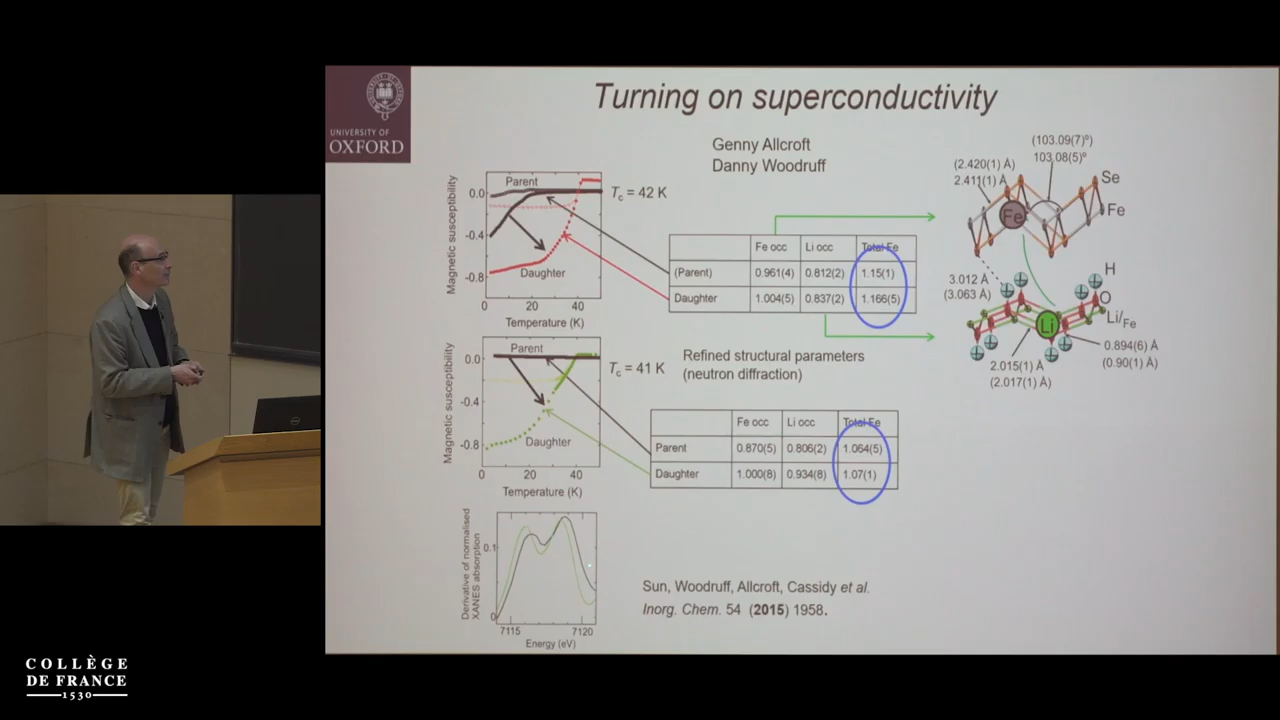 UNIVERSITY OF
OXFORD
Turning on superconductivity
Genny Allcroft
Danny Woodruff
Magnetic susceptibility
0.0
-0.4
-0.8
Parent
Daughter
0
20
40
Temperature (K)
Tc = 42 K
Fe occ Li occ Total Fe
(Parent) 0.961(4) 0.812(2) 1.15(1)
Daughter 1.004(5) 0.837(2) 1.166(5)
(103.09(7)º)
103.08(5)º
(2.420(1) Å)
2.411(1) Å
Se
Fe
Fe
3.012 Å
(3.063 Å)
H
O
Li/Fe
Li
0.894(6) Å
(0.90(1) Å)
2.015(1) Å
(2.017(1) Å)
Magnetic susceptibility
0.0
-0.4
-0.8
Parent
Daughter
0
20
40
Temperature (K)
Tc = 41 K
Refined structural parameters
(neutron diffraction)
Fe occ Li occ Total Fe
Parent 0.870(5) 0.806(2) 1.064(5)
Daughter 1.000(8) 0.934(8) 1.07(1)
Derivative of normalised
XANES absorption
0.1
0
7115
7120
Energy (eV)
Sun, Woodruff, Allcroft, Cassidy et al.
Inorg. Chem. 54 (2015) 1958.
COLLÈGE
DE FRANCE
1530